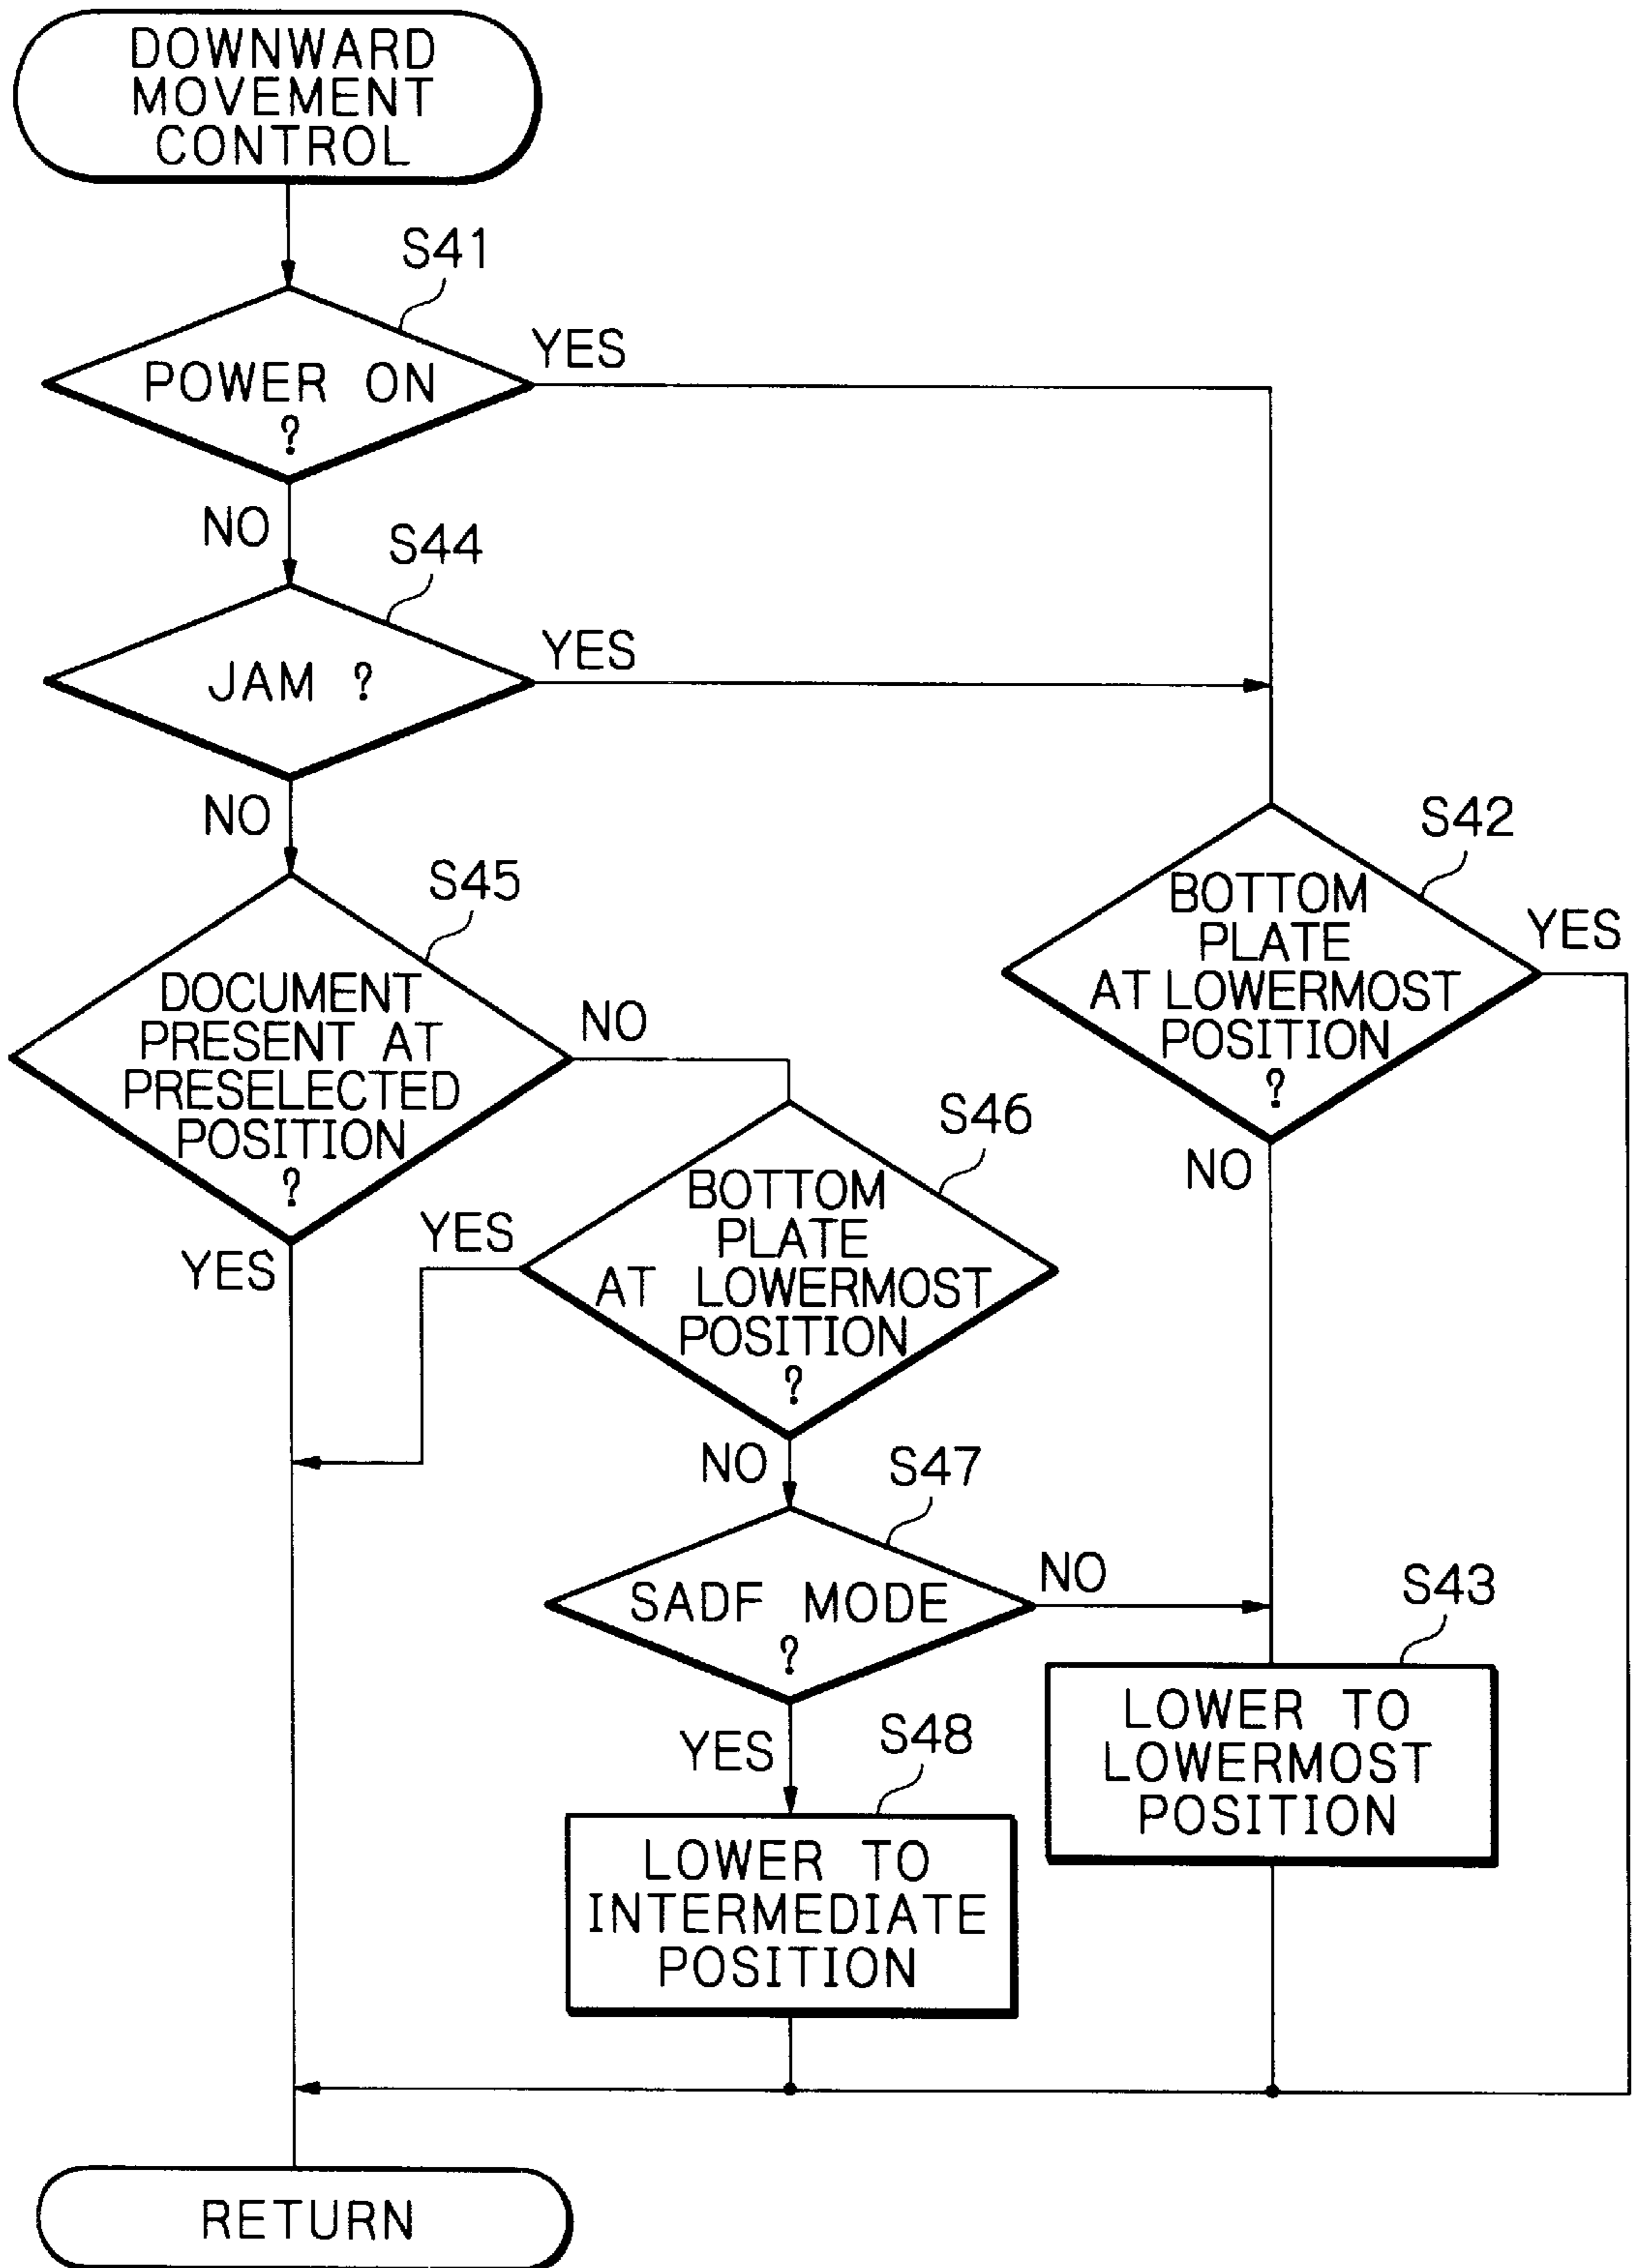 DOWNWARD
MOVEMENT
CONTROL
S41
POWER ON
?
YES
NO
S44
JAM ?
YES
NO
S42
BOTTOM
PLATE
AT LOWERMOST
POSITION
?
YES
NO
S45
DOCUMENT
PRESENT AT
PRESELECTED
POSITION
?
NO
YES
S46
BOTTOM
PLATE
AT LOWERMOST
POSITION
?
YES
NO
S47
SADF MODE
?
NO
YES
S43
LOWER TO
LOWERMOST
POSITION
S48
LOWER TO
INTERMEDIATE
POSITION
RETURN